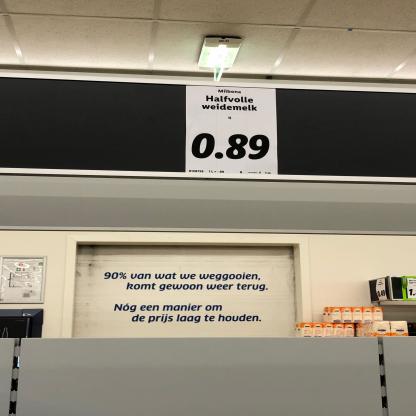 Milbona
Halfvolle
weidemelk
0.89
90% van wat we weggooien,
komt gewoon weer terug.
Nóg een manier om
de prijs laag te houden.